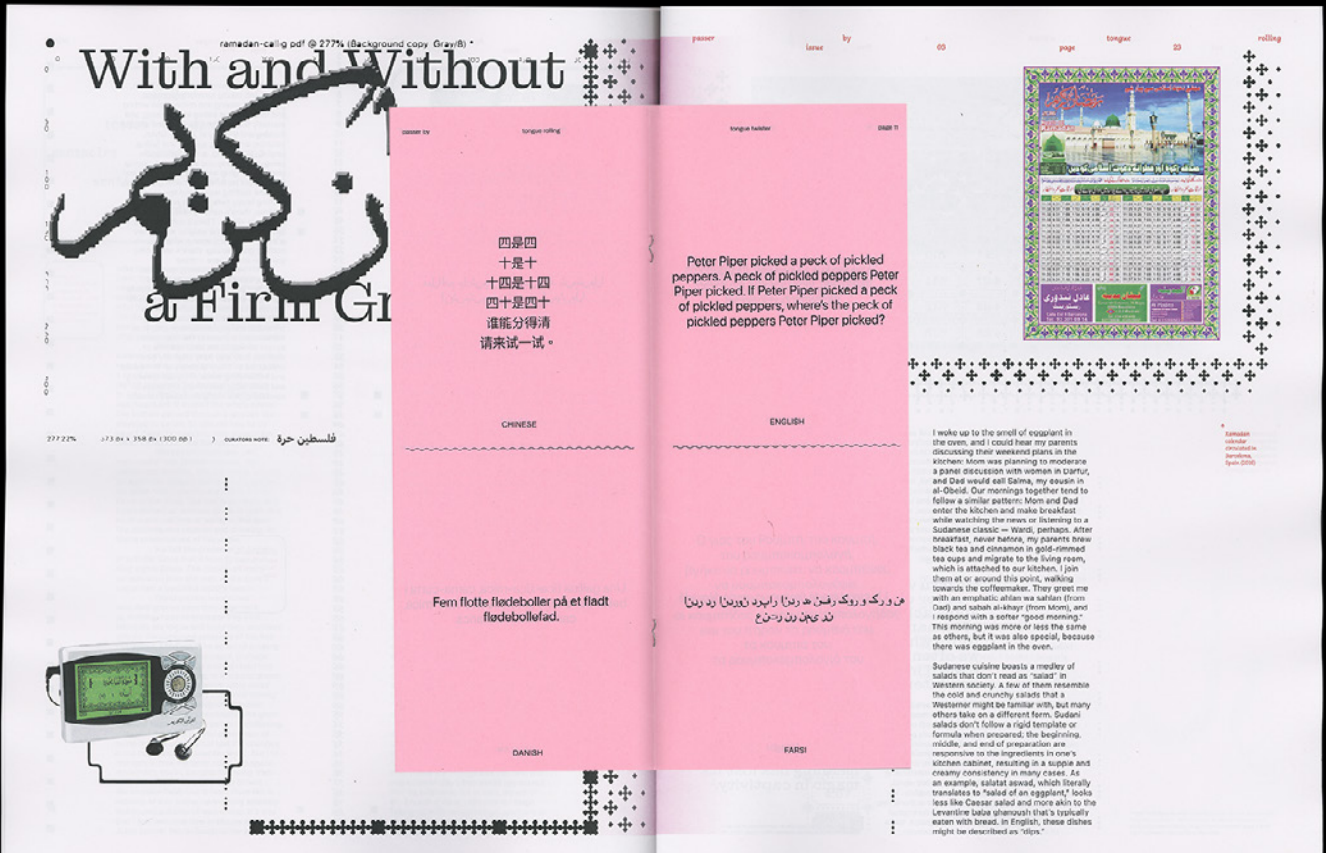 ramadan-callig pdf @ 277% (Background copy Gray/8) *
With and Without
a Firm Gr
277.22%
CURATORS NOTE: فلسطين حرة
passer by
tongue rolling
四是四
十是十
十四是十四
四十是四十
谁能分得清
请来试一试。
CHINESE
Fem flotte flødeboller på et fladt
flødebollefad.
DANISH
tongue twister
page 11
Peter Piper picked a peck of pickled
peppers. A peck of pickled peppers Peter
Piper picked. If Peter Piper picked a peck
of pickled peppers, where's the peck of
pickled peppers Peter Piper picked?
ENGLISH
FARSI
passer by tongue rolling
issue 03 page 23
Ramadan
calendar
Barcelona,
Spain (2016)
I woke up to the smell of eggplant in
the oven, and I could hear my parents
discussing their weekend plans in the
kitchen: Mom was planning to moderate
a panel discussion with women in Darfur,
and Dad would call Salma, my cousin in
al-Obeid. Our mornings together tend to
follow a similar pattern: Mom and Dad
enter the kitchen and make breakfast
while watching the news or listening to a
Sudanese classic — Wardi, perhaps. After
breakfast, never before, my parents brew
black tea and cinnamon in gold-rimmed
tea cups and migrate to the living room,
which is attached to our kitchen. I join
them at or around this point, walking
towards the coffeemaker. They greet me
with an emphatic ahlan wa sahlan (from
Dad) and sabah al-khayr (from Mom), and
I respond with a softer "good morning."
This morning was more or less the same
as others, but it was also special, because
there was eggplant in the oven.
Sudanese cuisine boasts a medley of
salads that don't read as "salad" in
Western society. A few of them resemble
the cold and crunchy salads that a
Westerner might be familiar with, but many
others take on a different form. Sudani
salads don't follow a rigid template or
formula when prepared; the beginning,
middle, and end of preparation are
responsive to the ingredients in one's
kitchen cabinet, resulting in a supple and
creamy consistency in many cases. As
an example, salatat aswad, which literally
translates to "salad of an eggplant," looks
less like Caesar salad and more akin to the
Levantine baba ghanoush that's typically
eaten with bread. In English, these dishes
might be described as "dips."